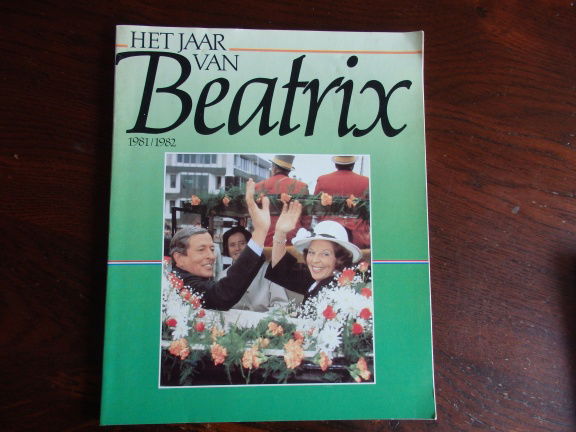 HET JAAR
VAN
Beatrix
1981/1982